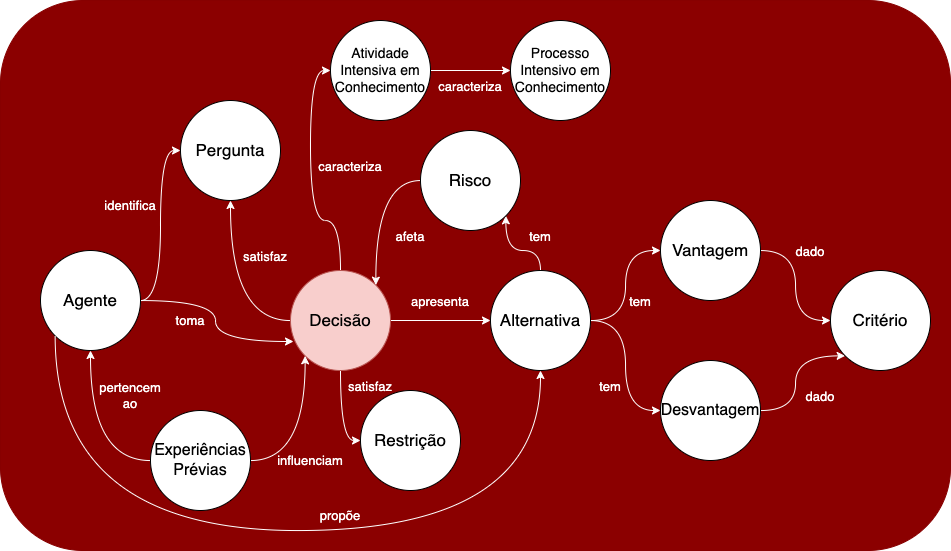 Atividade
Intensiva em
Conhecimento
caracteriza
Processo
Intensivo em
Conhecimento
Pergunta
caracteriza
Risco
identifica
afeta
tem
Vantagem
dado
satisfaz
Agente
toma
Decisão
apresenta
Alternativa
tem
Critério
pertencem
ao
satisfaz
tem
Desvantagem
dado
Experiências
Prévias
influenciam
Restrição
propõe